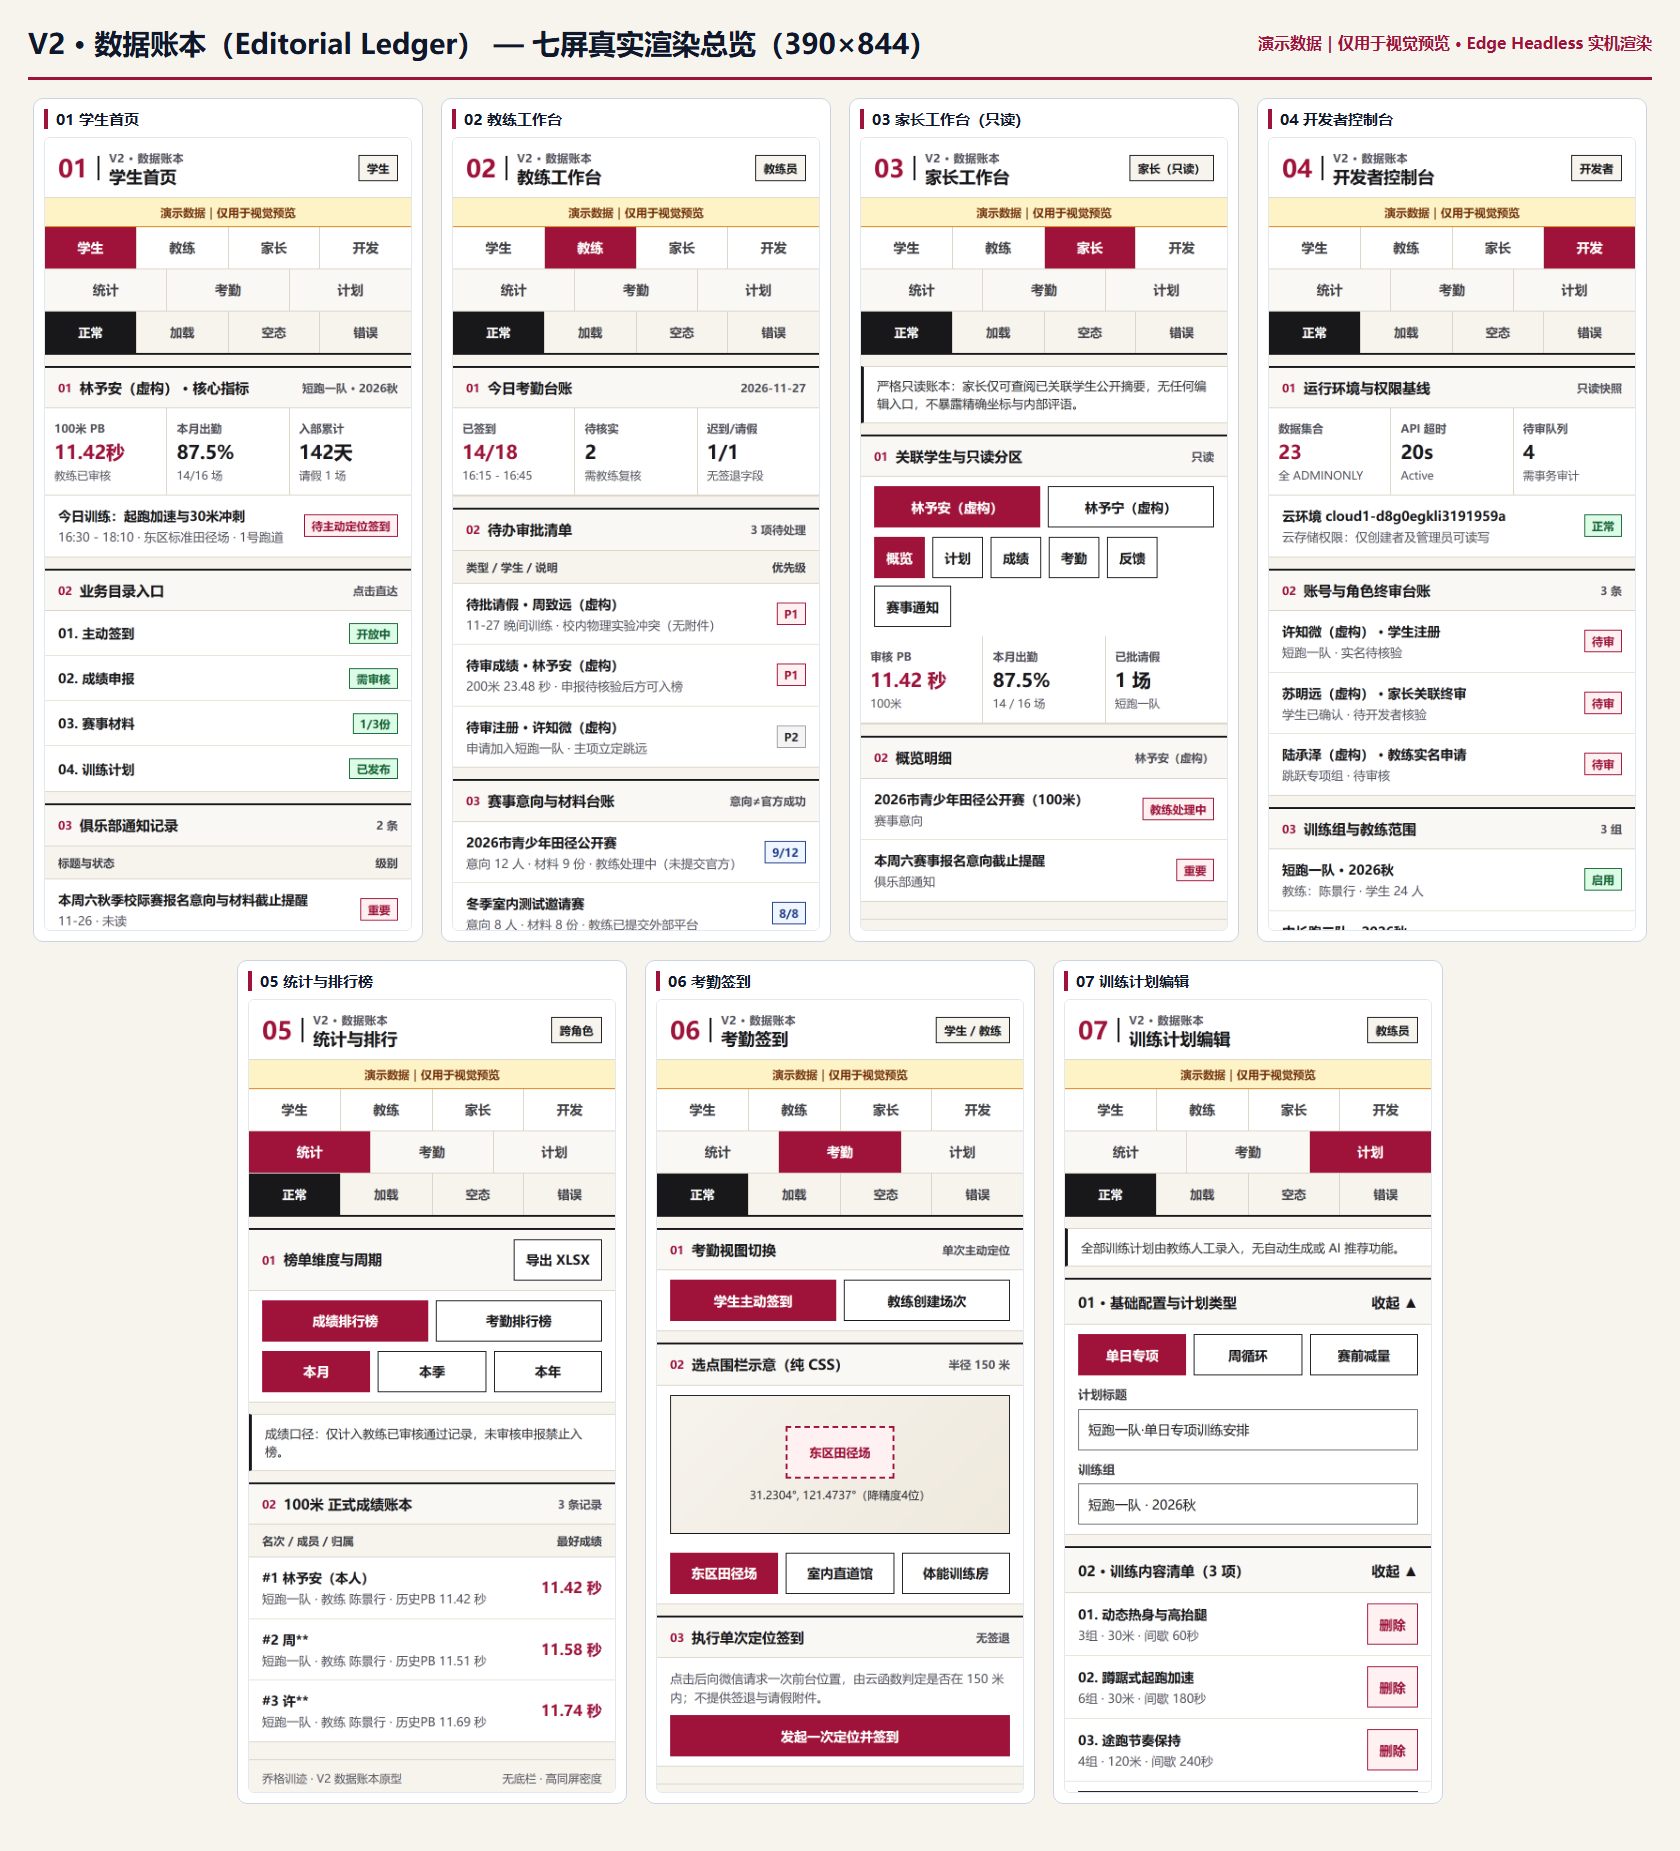 V2 • 数据账本（Editorial Ledger） — 七屏真实渲染总览（390×844）
演示数据 | 仅用于视觉预览 • Edge Headless 实机渲染
01 学生首页
01 V2 • 数据账本
学生首页
学生
演示数据 | 仅用于视觉预览
学生 教练 家长 开发
统计 考勤 计划
正常 加载 空态 错误
01 林予安（虚构）• 核心指标 短跑一队 • 2026秋
100米 PB 本月出勤 入部累计
11.42秒 87.5% 142天
教练已审核 14/16 场 请假 1 场
今日训练：起跑加速与30米冲刺
16:30 - 18:10 · 东区标准田径场 · 1号跑道
待主动定位签到
02 业务目录入口 点击直达
01. 主动签到 开放中
02. 成绩申报 需审核
03. 赛事材料 1/3份
04. 训练计划 已发布
03 俱乐部通知记录 2 条
标题与状态 级别
本周六秋季校际赛报名意向与材料截止提醒
11-26 · 未读
重要
02 教练工作台
02 V2 • 数据账本
教练工作台
教练员
演示数据 | 仅用于视觉预览
学生 教练 家长 开发
统计 考勤 计划
正常 加载 空态 错误
01 今日考勤台账 2026-11-27
已签到 待核实 迟到/请假
14/18 2 1/1
16:15 - 16:45 需教练复核 无签退字段
02 待办审批清单 3 项待处理
类型 / 学生 / 说明 优先级
待批请假 • 周致远（虚构）
11-27 晚间训练 · 校内物理实验冲突（无附件）
P1
待审成绩 • 林予安（虚构）
200米 23.48 秒 · 申报待核验后方可入榜
P1
待审注册 • 许知微（虚构）
申请加入短跑一队 · 主项立定跳远
P2
03 赛事意向与材料台账 意向≠官方成功
2026市青少年田径公开赛
意向 12 人 · 材料 9 份 · 教练处理中（未提交官方）
9/12
冬季室内测试邀请赛
意向 8 人 · 材料 8 份 · 教练已提交外部平台
8/8
03 家长工作台（只读）
03 V2 • 数据账本
家长工作台
家长（只读）
演示数据 | 仅用于视觉预览
学生 教练 家长 开发
统计 考勤 计划
正常 加载 空态 错误
严格只读账本：家长仅可查阅已关联学生公开摘要，无任何编
辑入口，不暴露精确坐标与内部评语。
01 关联学生与只读分区 只读
林予安（虚构） 林予宁（虚构）
概览 计划 成绩 考勤 反馈
赛事通知
审核 PB 本月出勤 已批请假
11.42 秒 87.5% 1 场
100米 14 / 16 场 短跑一队
02 概览明细 林予安（虚构）
2026市青少年田径公开赛（100米）
赛事意向
教练处理中
本周六赛事报名意向截止提醒
俱乐部通知
重要
04 开发者控制台
04 V2 • 数据账本
开发者控制台
开发者
演示数据 | 仅用于视觉预览
学生 教练 家长 开发
统计 考勤 计划
正常 加载 空态 错误
01 运行环境与权限基线 只读快照
数据集合 API 超时 待审队列
23 20s 4
全 ADMINONLY Active 需事务审计
云环境 cloud1-d8g0egkli3191959a
云存储权限：仅创建者及管理员可读写
正常
02 账号与角色终审台账 3 条
许知微（虚构）• 学生注册
短跑一队 · 实名待核验
待审
苏明远（虚构）• 家长关联终审
学生已确认 · 待开发者核验
待审
陆承泽（虚构）• 教练实名申请
跳跃专项组 · 待审核
待审
03 训练组与教练范围 3 组
短跑一队 • 2026秋
教练：陈景行 · 学生 24 人
启用
05 统计与排行榜
05 V2 • 数据账本
统计与排行
跨角色
演示数据 | 仅用于视觉预览
学生 教练 家长 开发
统计 考勤 计划
正常 加载 空态 错误
01 榜单维度与周期 导出 XLSX
成绩排行榜 考勤排行榜
本月 本季 本年
成绩口径：仅计入教练已审核通过记录，未审核申报禁止入
榜。
02 100米 正式成绩账本 3 条记录
名次 / 成员 / 归属 最好成绩
#1 林予安（本人）
短跑一队 · 教练 陈景行 · 历史PB 11.42 秒
11.42 秒
#2 周**
短跑一队 · 教练 陈景行 · 历史PB 11.51 秒
11.58 秒
#3 许**
短跑一队 · 教练 陈景行 · 历史PB 11.69 秒
11.74 秒
乔格训迹 · V2 数据账本原型 无底栏 · 高同屏密度
06 考勤签到
06 V2 • 数据账本
考勤签到
学生 / 教练
演示数据 | 仅用于视觉预览
学生 教练 家长 开发
统计 考勤 计划
正常 加载 空态 错误
01 考勤视图切换 单次主动定位
学生主动签到 教练创建场次
02 选点围栏示意（纯 CSS） 半径 150 米
东区田径场
31.2304°, 121.4737°（降精度4位）
东区田径场 室内直道馆 体能训练房
03 执行单次定位签到 无签退
点击后向微信请求一次前台位置，由云函数判定是否在 150 米
内；不提供签退与请假附件。
发起一次定位并签到
07 训练计划编辑
07 V2 • 数据账本
训练计划编辑
教练员
演示数据 | 仅用于视觉预览
学生 教练 家长 开发
统计 考勤 计划
正常 加载 空态 错误
全部训练计划由教练人工录入，无自动生成或 AI 推荐功能。
01 • 基础配置与计划类型 收起 ▲
单日专项 周循环 赛前减量
计划标题
短跑一队·单日专项训练安排
训练组
短跑一队 · 2026秋
02 • 训练内容清单（3 项） 收起 ▲
01. 动态热身与高抬腿
3组 · 30米 · 间歇 60秒
删除
02. 蹲踞式起跑加速
6组 · 30米 · 间歇 180秒
删除
03. 途跑节奏保持
4组 · 120米 · 间歇 240秒
删除